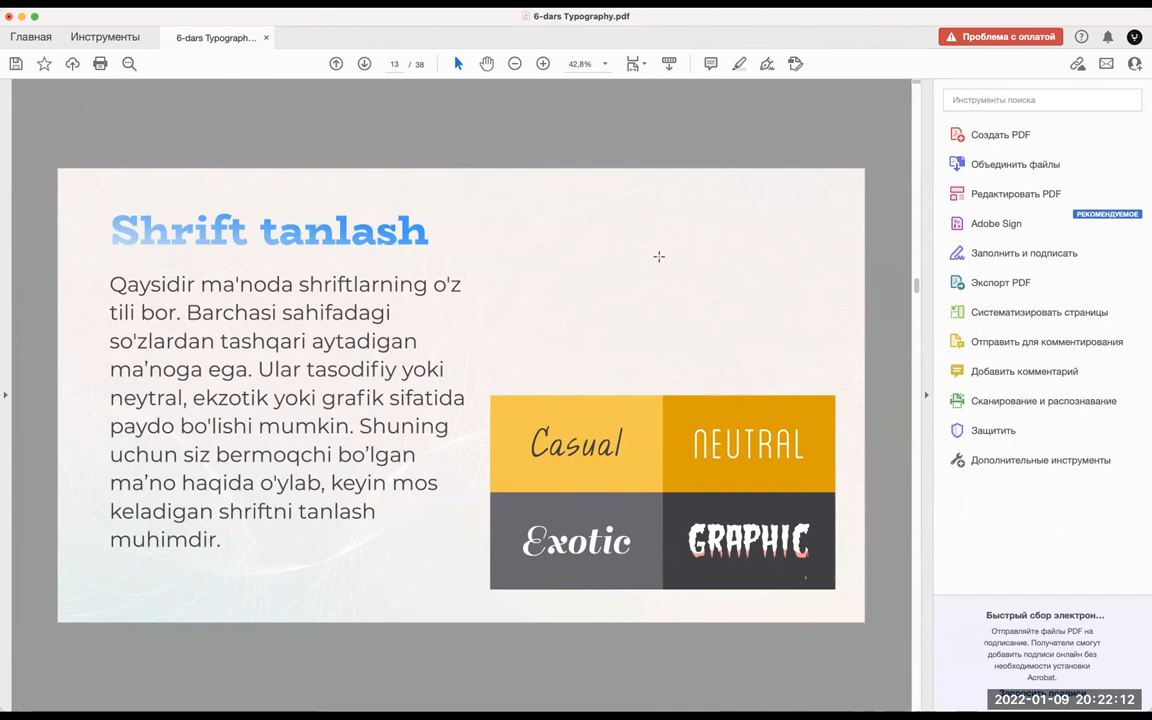 6-dars Typography.pdf
Главная Инструменты 6-dars Typograph... × Проблема с оплатой
13 / 38 42,8%
Инструменты поиска
Создать PDF
Объединить файлы
Редактировать PDF
РЕКОМЕНДУЕМОЕ
Adobe Sign
Заполнить и подписать
Экспорт PDF
Систематизировать страницы
Отправить для комментирования
Добавить комментарий
Сканирование и распознавание
Защитить
Дополнительные инструменты
Shrift tanlash
Qaysidir ma'noda shriftlarning o'z
tili bor. Barchasi sahifadagi
so'zlardan tashqari aytadigan
ma’noga ega. Ular tasodifiy yoki
neytral, ekzotik yoki grafik sifatida
paydo bo'lishi mumkin. Shuning
uchun siz bermoqchi bo’lgan
ma’no haqida o'ylab, keyin mos
keladigan shriftni tanlash
muhimdir.
Casual NEUTRAL
Exotic GRAPHIC
Быстрый сбор электрон...
Отправляйте файлы PDF на
подписание. Получатели смогут
добавить подписи онлайн без
необходимости установки
Acrobat.
2022-01-09 20:22:12